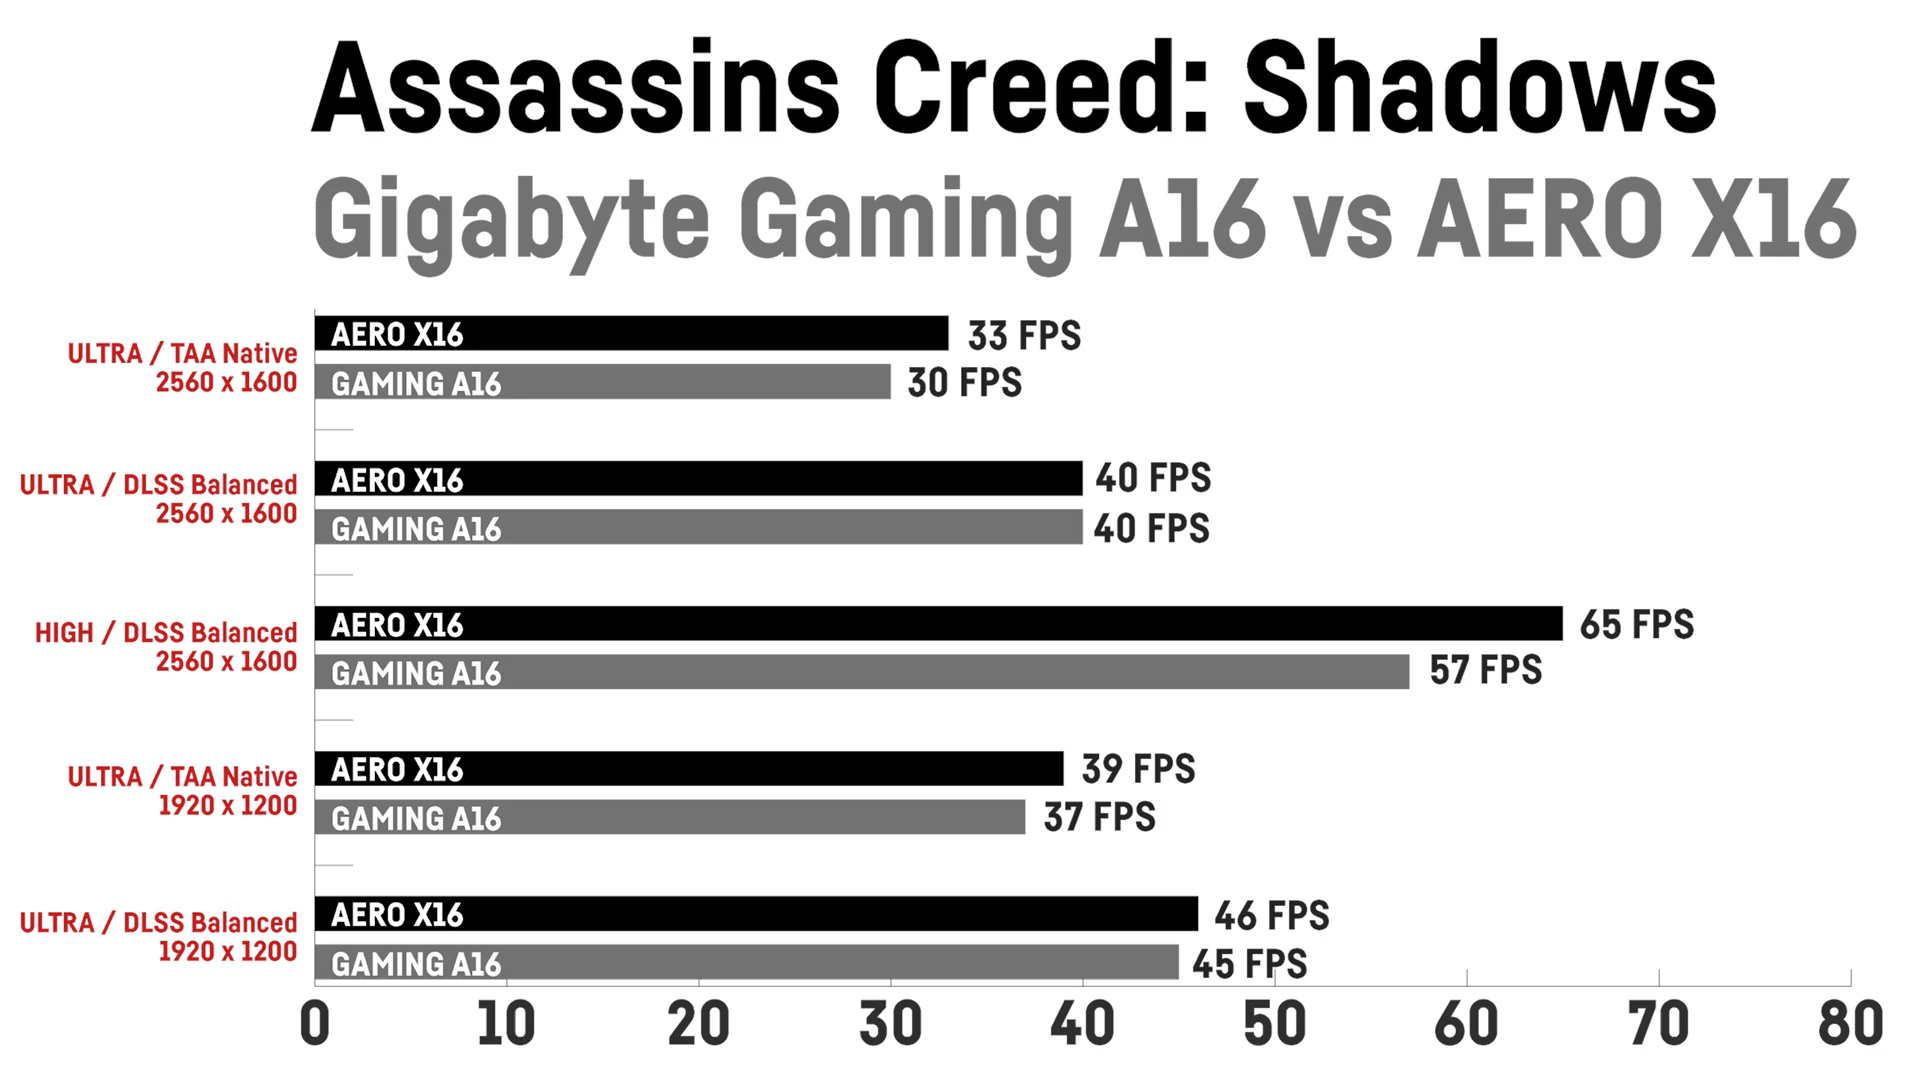 Assassins Creed: Shadows
Gigabyte Gaming A16 vs AERO X16
ULTRA / TAA Native
2560 x 1600
AERO X16
33 FPS
GAMING A16
30 FPS
ULTRA / DLSS Balanced
2560 x 1600
AERO X16
40 FPS
GAMING A16
40 FPS
HIGH / DLSS Balanced
2560 x 1600
AERO X16
65 FPS
GAMING A16
57 FPS
ULTRA / TAA Native
1920 x 1200
AERO X16
39 FPS
GAMING A16
37 FPS
ULTRA / DLSS Balanced
1920 x 1200
AERO X16
46 FPS
GAMING A16
45 FPS
0 10 20 30 40 50 60 70 80